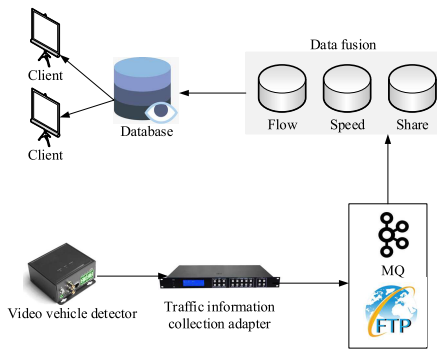 Data fusion
Client
Flow
Speed
Share
Database
Client
MQ
FTP
Video vehicle detector
Traffic information
collection adapter